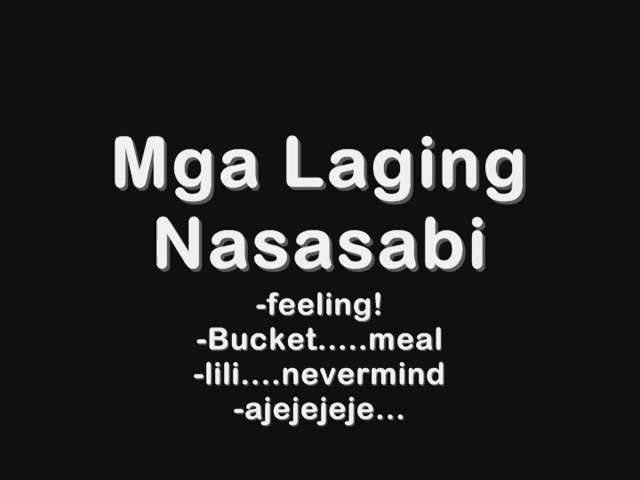 Mga Laging
Nasasabi
-feeling!
-Bucket.....meal
-lili....nevermind
-ajejejeje...